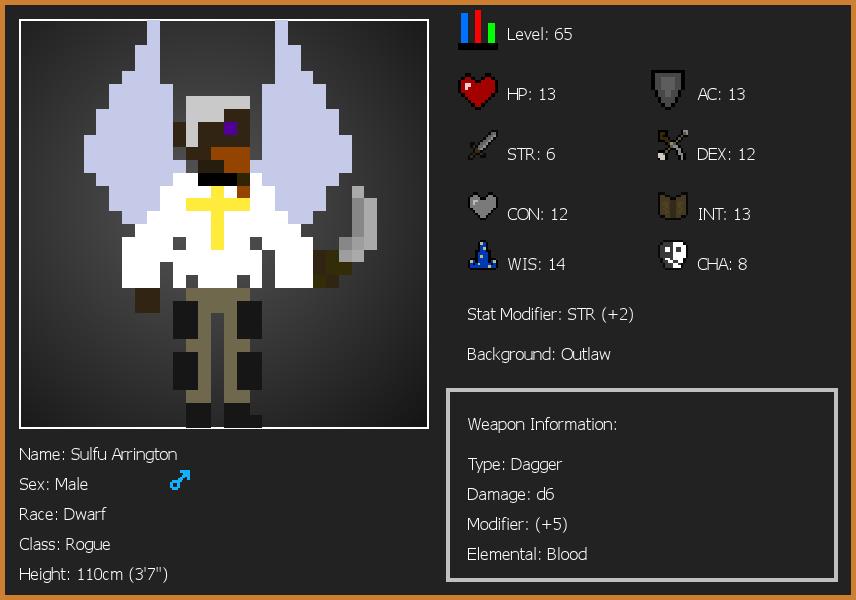 Level: 65
HP: 13
AC: 13
STR: 6
DEX: 12
CON: 12
INT: 13
WIS: 14
CHA: 8
Stat Modifier: STR (+2)
Background: Outlaw
Weapon Information:
Type: Dagger
Damage: d6
Modifier: (+5)
Elemental: Blood
Name: Sulfu Arrington
Sex: Male
Race: Dwarf
Class: Rogue
Height: 110cm (3'7")